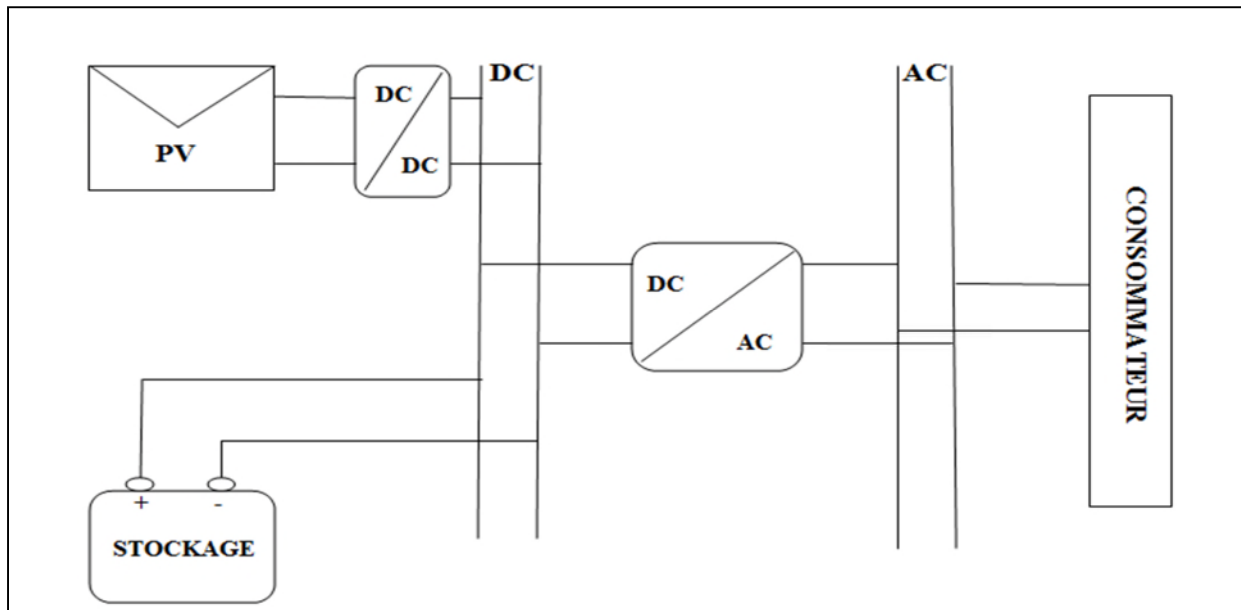 PV
DC
DC
DC
AC
DC
AC
CONSOMMATEUR
+ -
STOCKAGE